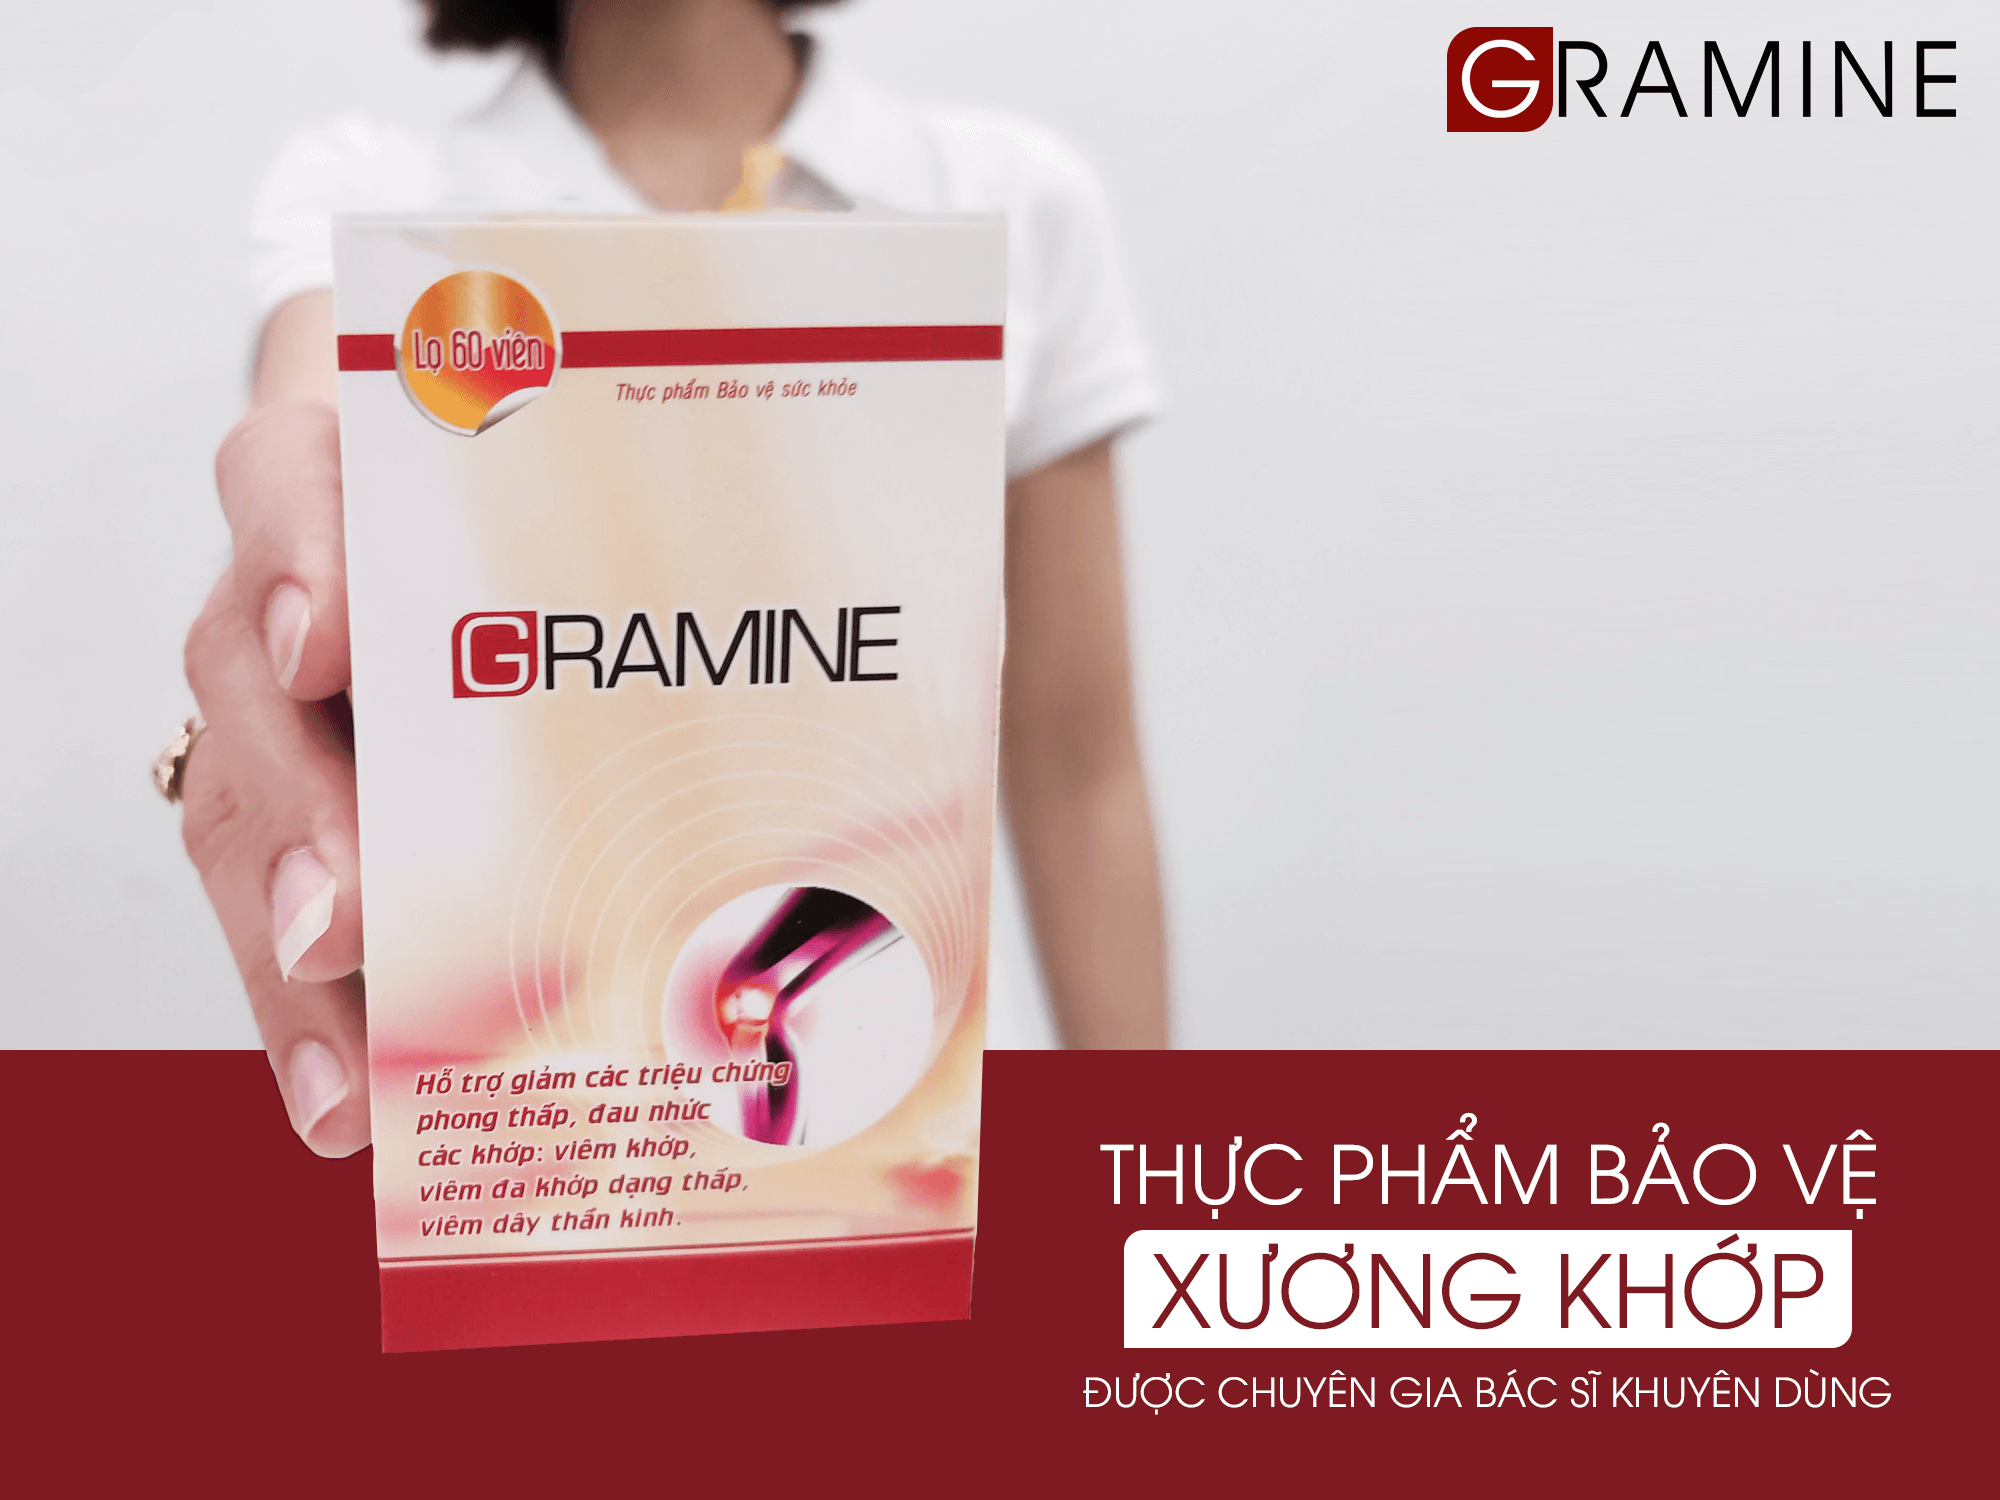 GRAMINE
Lọ 60 viên
Thực phẩm Bảo vệ sức khỏe
GRAMINE
Hỗ trợ giảm các triệu chứng
phong thấp, đau nhức
các khớp: viêm khớp,
viêm đa khớp dạng thấp,
viêm dây thần kinh.
THỰC PHẨM BẢO VỆ
XƯƠNG KHỚP
ĐƯỢC CHUYÊN GIA BÁC SĨ KHUYÊN DÙNG